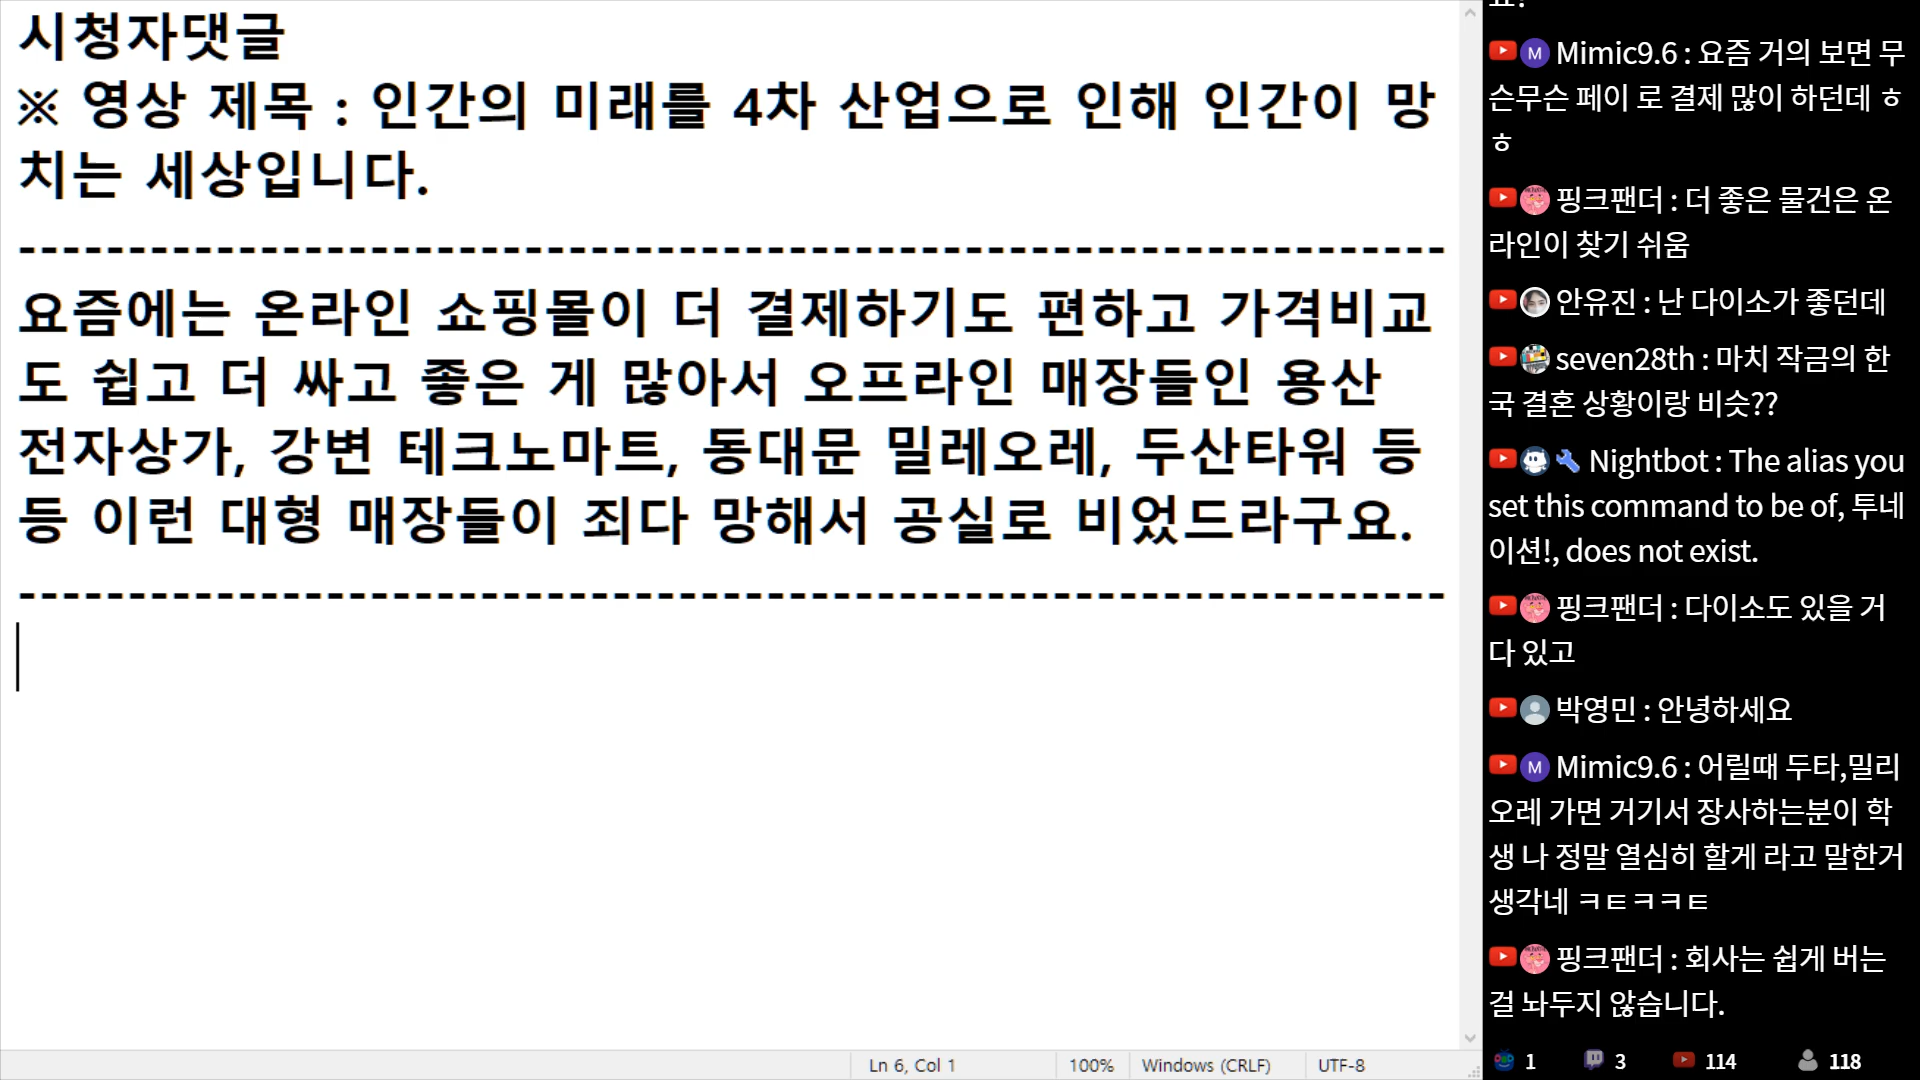 시청자댓글
※ 영상 제목 : 인간의 미래를 4차 산업으로 인해 인간이 망
치는 세상입니다.
------------------------------------------------------------------
요즘에는 온라인 쇼핑몰이 더 결제하기도 편하고 가격비교
도 쉽고 더 싸고 좋은 게 많아서 오프라인 매장들인 용산
전자상가, 강변 테크노마트, 동대문 밀레오레, 두산타워 등
등 이런 대형 매장들이 죄다 망해서 공실로 비었드라구요.
------------------------------------------------------------------
Ln 6, Col 1
100%
Windows (CRLF)
UTF-8
요?
Mimic9.6 : 요즘 거의 보면 무
슨무슨 페이 로 결제 많이 하던데 ㅎ
ㅎ
핑크팬더 : 더 좋은 물건은 온
라인이 찾기 쉬움
안유진 : 난 다이소가 좋던데
seven28th : 마치 작금의 한
국 결혼 상황이랑 비슷??
Nightbot : The alias you
set this command to be of, 투네
이션!, does not exist.
핑크팬더 : 다이소도 있을 거
다 있고
박영민 : 안녕하세요
M Mimic9.6 : 어릴때 두타,밀리
오레 가면 거기서 장사하는분이 학
생 나 정말 열심히 할게 라고 말한거
생각네 ㅋㅌㅋㅋㅌ
핑크팬더 : 회사는 쉽게 버는
걸 놔두지 않습니다.
1 3 114 118